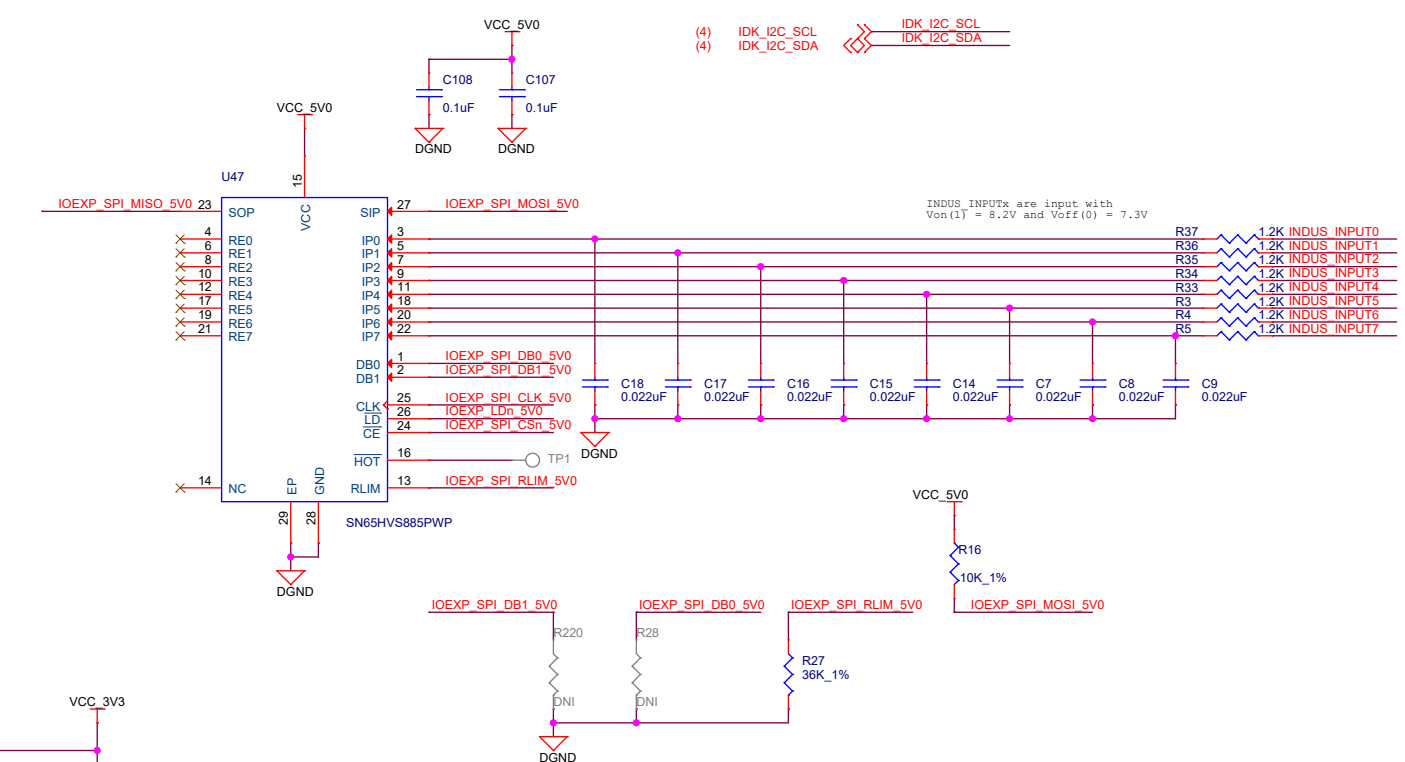 (4) IDK_I2C_SCL IDK_I2C_SCL
(4) IDK_I2C_SDA IDK_I2C_SDA
VCC_5V0
C108 C107
0.1uF 0.1uF
DGND DGND
VCC_5V0
U47
15
VCC
IOEXP_SPI_MISO_5V0 23 SOP SIP 27 IOEXP_SPI_MOSI_5V0
INDUS_INPUTx are input with
Von(1) = 8.2V and Voff(0) = 7.3V
4 RE0 IP0 3 R37 1.2K INDUS_INPUT0
6 RE1 IP1 5 R36 1.2K INDUS_INPUT1
8 RE2 IP2 7 R35 1.2K INDUS_INPUT2
10 RE3 IP3 9 R34 1.2K INDUS_INPUT3
12 RE4 IP4 11 R33 1.2K INDUS_INPUT4
17 RE5 IP5 18 R3 1.2K INDUS_INPUT5
19 RE6 IP6 20 R4 1.2K INDUS_INPUT6
21 RE7 IP7 22 R5 1.2K INDUS_INPUT7
DB0 1 IOEXP_SPI_DB0_5V0
DB1 2 IOEXP_SPI_DB1_5V0
C18 C17 C16 C15 C14 C7 C8 C9
0.022uF 0.022uF 0.022uF 0.022uF 0.022uF 0.022uF 0.022uF 0.022uF
CLK 25 IOEXP_SPI_CLK_5V0
LD 26 IOEXP_LDn_5V0
CE 24 IOEXP_SPI_CSn_5V0
DGND
HOT 16 TP1
14 NC RLIM 13 IOEXP_SPI_RLIM_5V0
EP GND
29 28
SN65HVS885PWP
DGND
VCC_5V0
R16
10K_1%
IOEXP_SPI_DB1_5V0 IOEXP_SPI_DB0_5V0 IOEXP_SPI_RLIM_5V0 IOEXP_SPI_MOSI_5V0
R220 R28
R27
36K_1%
DNI DNI
DGND
VCC_3V3